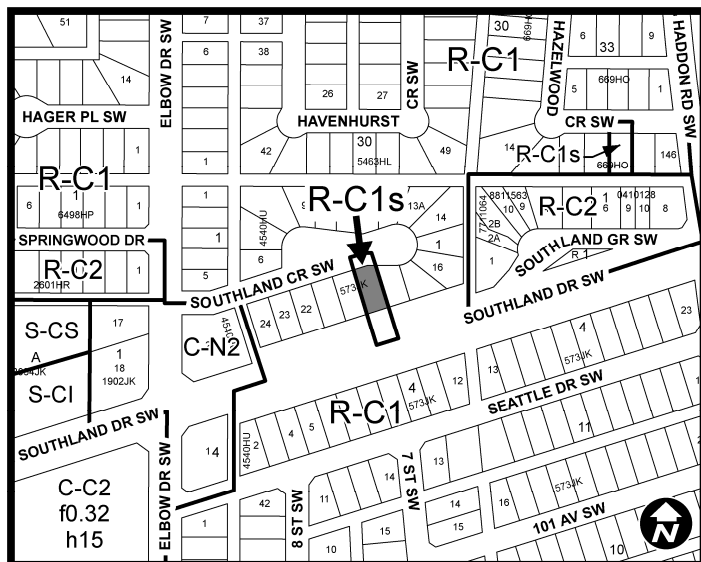 51
7
37
30
669HO
6
33
9
R-C1
14
6
38
26
27
5
669HO
1
ELBOW DR SW
CR SW
HAZELWOOD
HADDON RD SW
HAGER PL SW
HAVENHURST
CR SW
1
1
42
30
5463HL
49
14
R-C1s
669HO
146
R-C1
R-C1s
6
1
6498HP
1
9
13A
14
8811563
10
9
R-C2
1
0410128
6
9
10
8
7711064
2B
2A
SPRINGWOOD DR
1
4540HU
6
1
1
SOUTHLAND GR SW
R 1
R-C2
1
2601HR
5
16
SOUTHLAND CR SW
573JK
SOUTHLAND DR SW
S-CS
17
24
23
22
C-N2
A
1
18
1902JK
S-CI
4
23
573JK
13
12
4
573JK
R-C1
SEATTLE DR SW
SOUTHLAND DR SW
14
4540HU
2
4
5
11
13
C-C2
f0.32
h15
ELBOW DR SW
1
42
8 ST SW
11
14
7 ST SW
14
15
16
573JK
101 AV SW
10
15
10
N